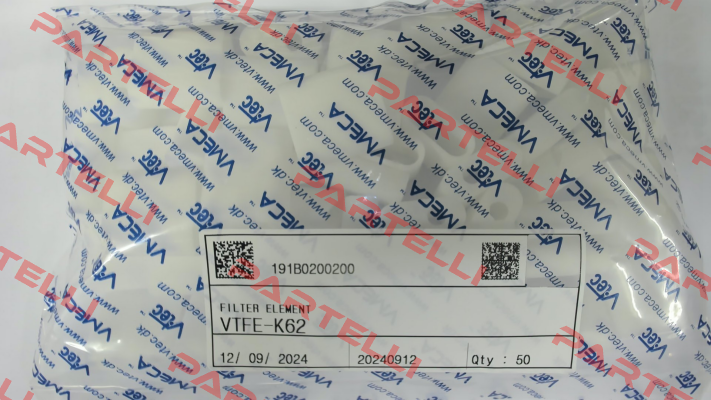 VMECA
www.vmeca.com
Vtec
www.vtec.dk
PARTELLI
191B0200200
FILTER ELEMENT
VTFE-K62
12/ 09/ 2024 20240912 Qty : 50